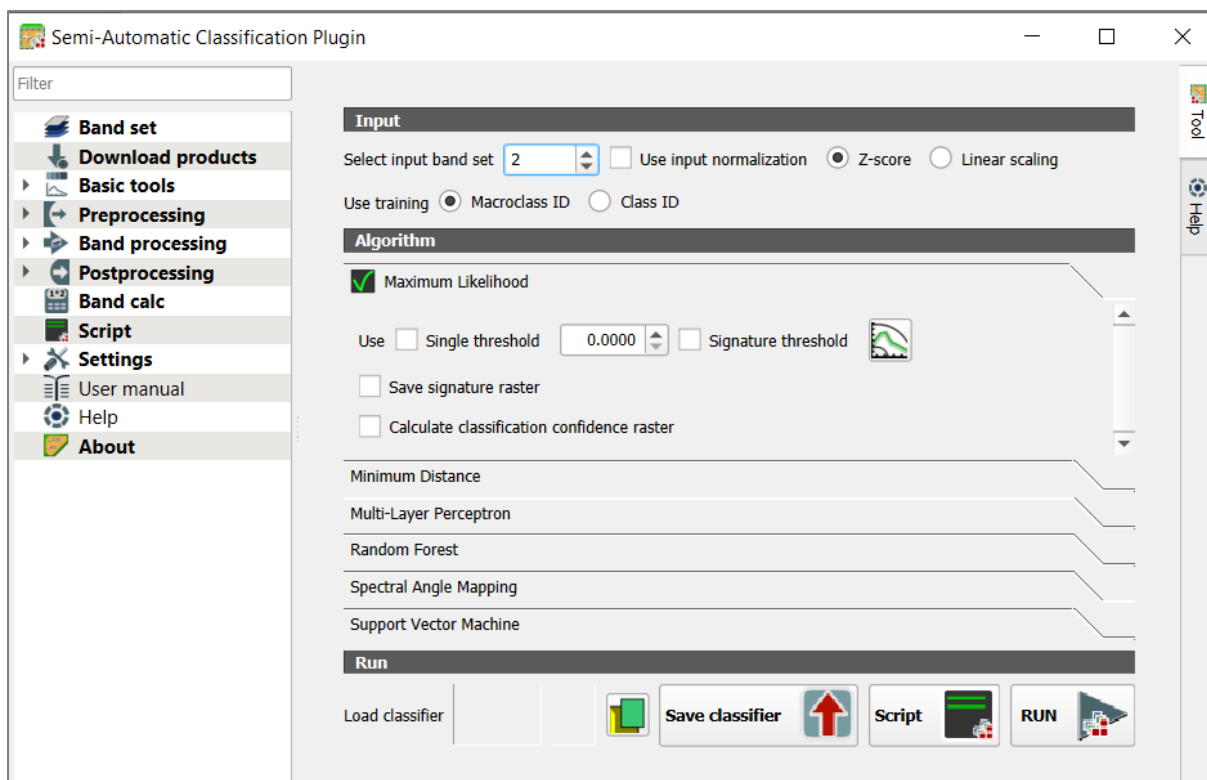 Semi-Automatic Classification Plugin
Filter
Band set
Download products
Basic tools
Preprocessing
Band processing
Postprocessing
Band calc
Script
Settings
User manual
Help
About
Input
Select input band set 2 Use input normalization Z-score Linear scaling
Use training Macroclass ID Class ID
Algorithm
Maximum Likelihood
Use Single threshold 0.0000 Signature threshold
Save signature raster
Calculate classification confidence raster
Minimum Distance
Multi-Layer Perceptron
Random Forest
Spectral Angle Mapping
Support Vector Machine
Run
Load classifier Save classifier Script RUN
Tool
Help